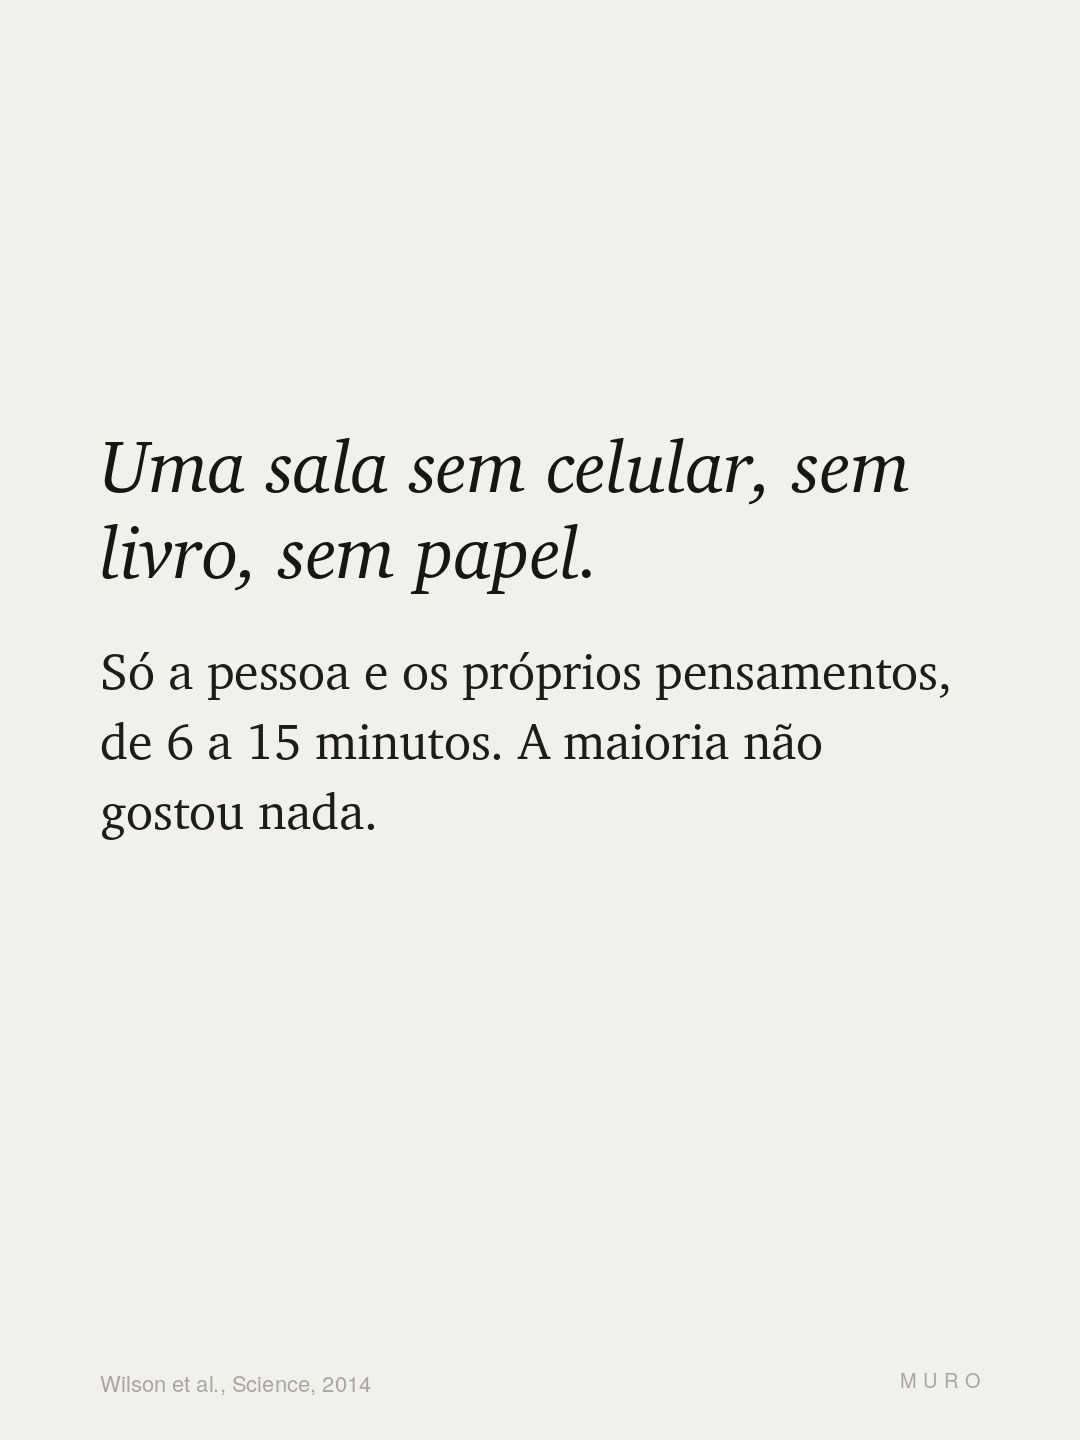 Uma sala sem celular, sem
livro, sem papel.
Só a pessoa e os próprios pensamentos,
de 6 a 15 minutos. A maioria não
gostou nada.
Wilson et al., Science, 2014
MURO